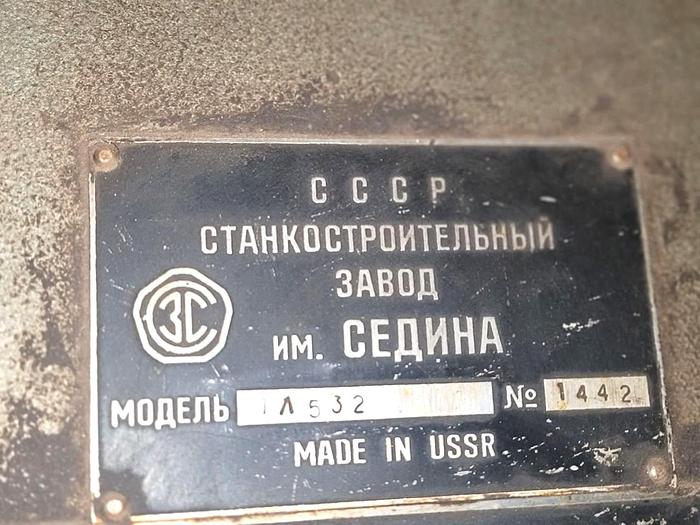 СССР
СТАНКОСТРОИТЕЛЬНЫЙ
ЗАВОД
ЗС
ИМ. СЕДИНА
МОДЕЛЬ 1Л532 № 1442
MADE IN USSR